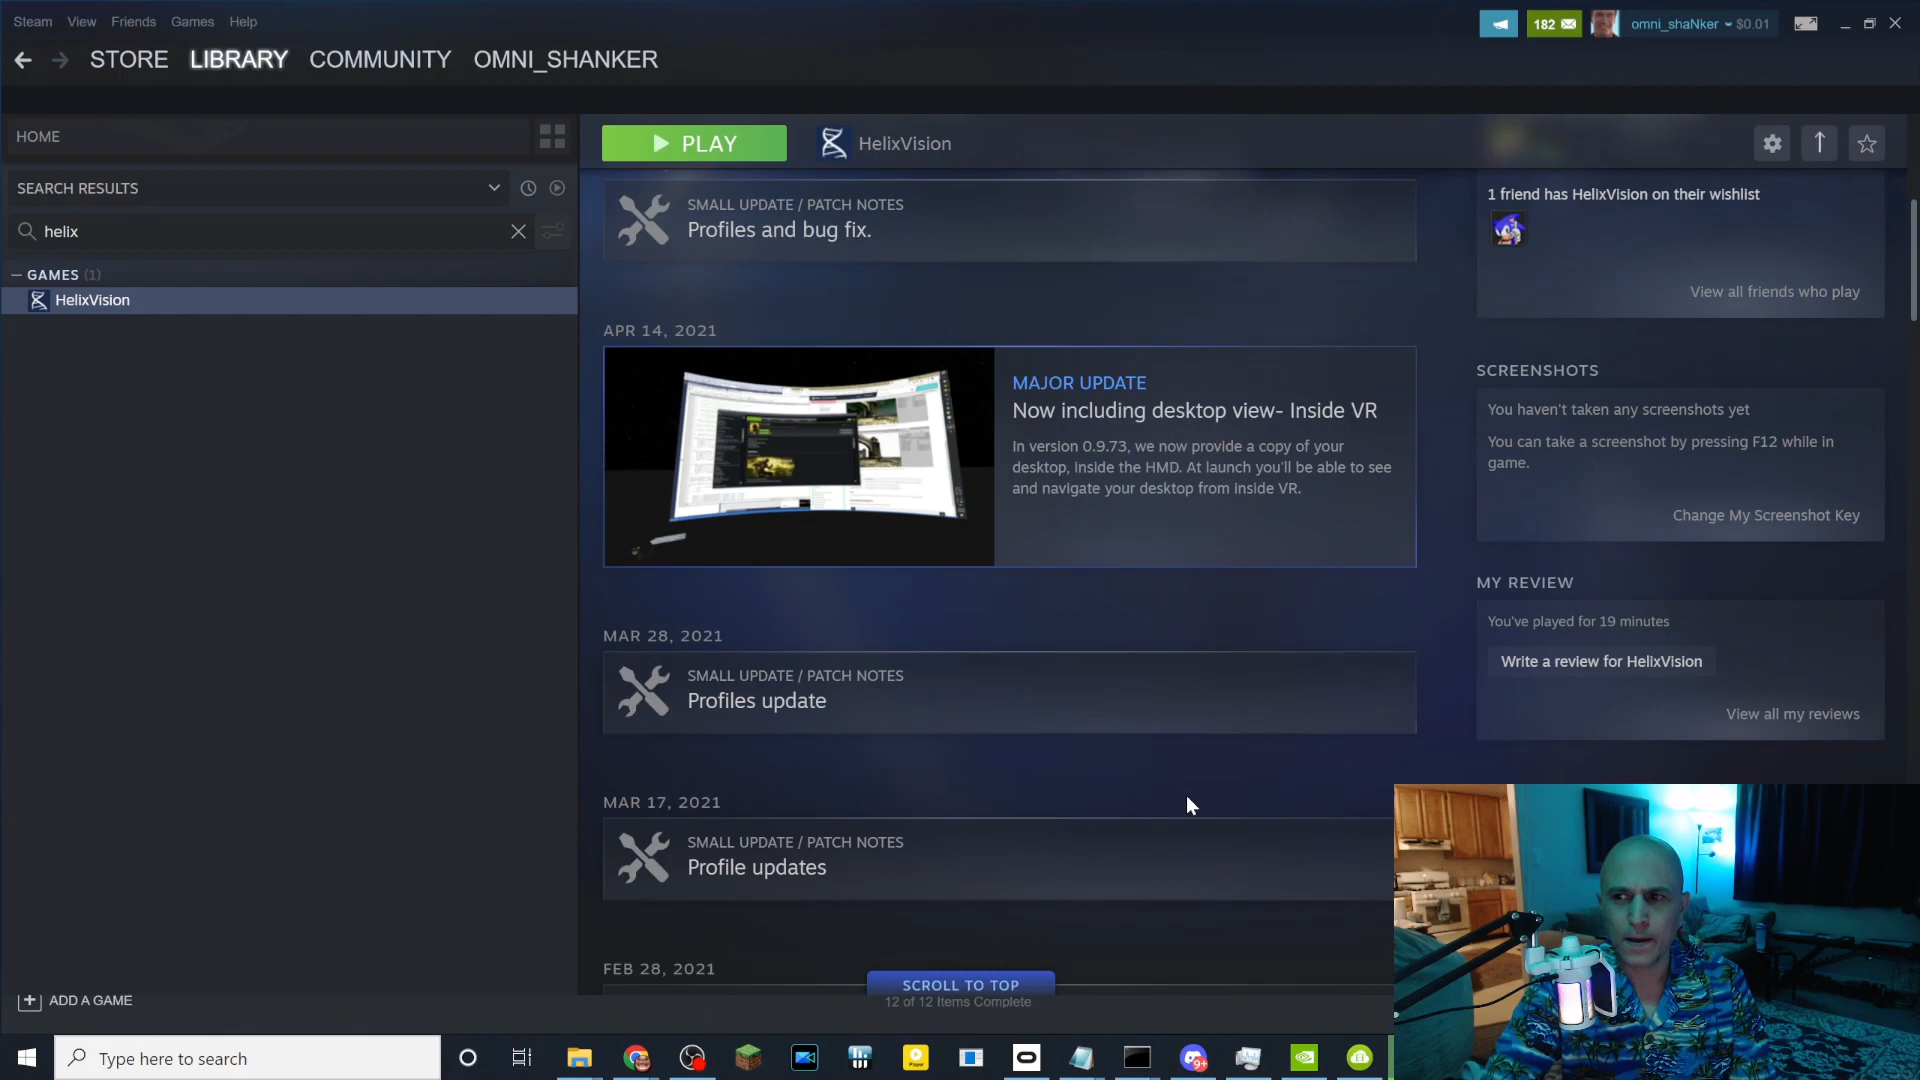 Steam View Friends Games Help
182
omni_shaNker $0.01
STORE LIBRARY COMMUNITY OMNI_SHANKER
HOME
SEARCH RESULTS
helix
GAMES (1)
HelixVision
ADD A GAME
PLAY
HelixVision
SMALL UPDATE / PATCH NOTES
Profiles and bug fix.
APR 14, 2021
MAJOR UPDATE
Now including desktop view- Inside VR
In version 0.9.73, we now provide a copy of your
desktop, inside the HMD. At launch you'll be able to see
and navigate your desktop from inside VR.
MAR 28, 2021
SMALL UPDATE / PATCH NOTES
Profiles update
MAR 17, 2021
SMALL UPDATE / PATCH NOTES
Profile updates
FEB 28, 2021
SCROLL TO TOP
12 of 12 Items Complete
1 friend has HelixVision on their wishlist
View all friends who play
SCREENSHOTS
You haven't taken any screenshots yet
You can take a screenshot by pressing F12 while in
game.
Change My Screenshot Key
MY REVIEW
You've played for 19 minutes
Write a review for HelixVision
View all my reviews
Type here to search
9+